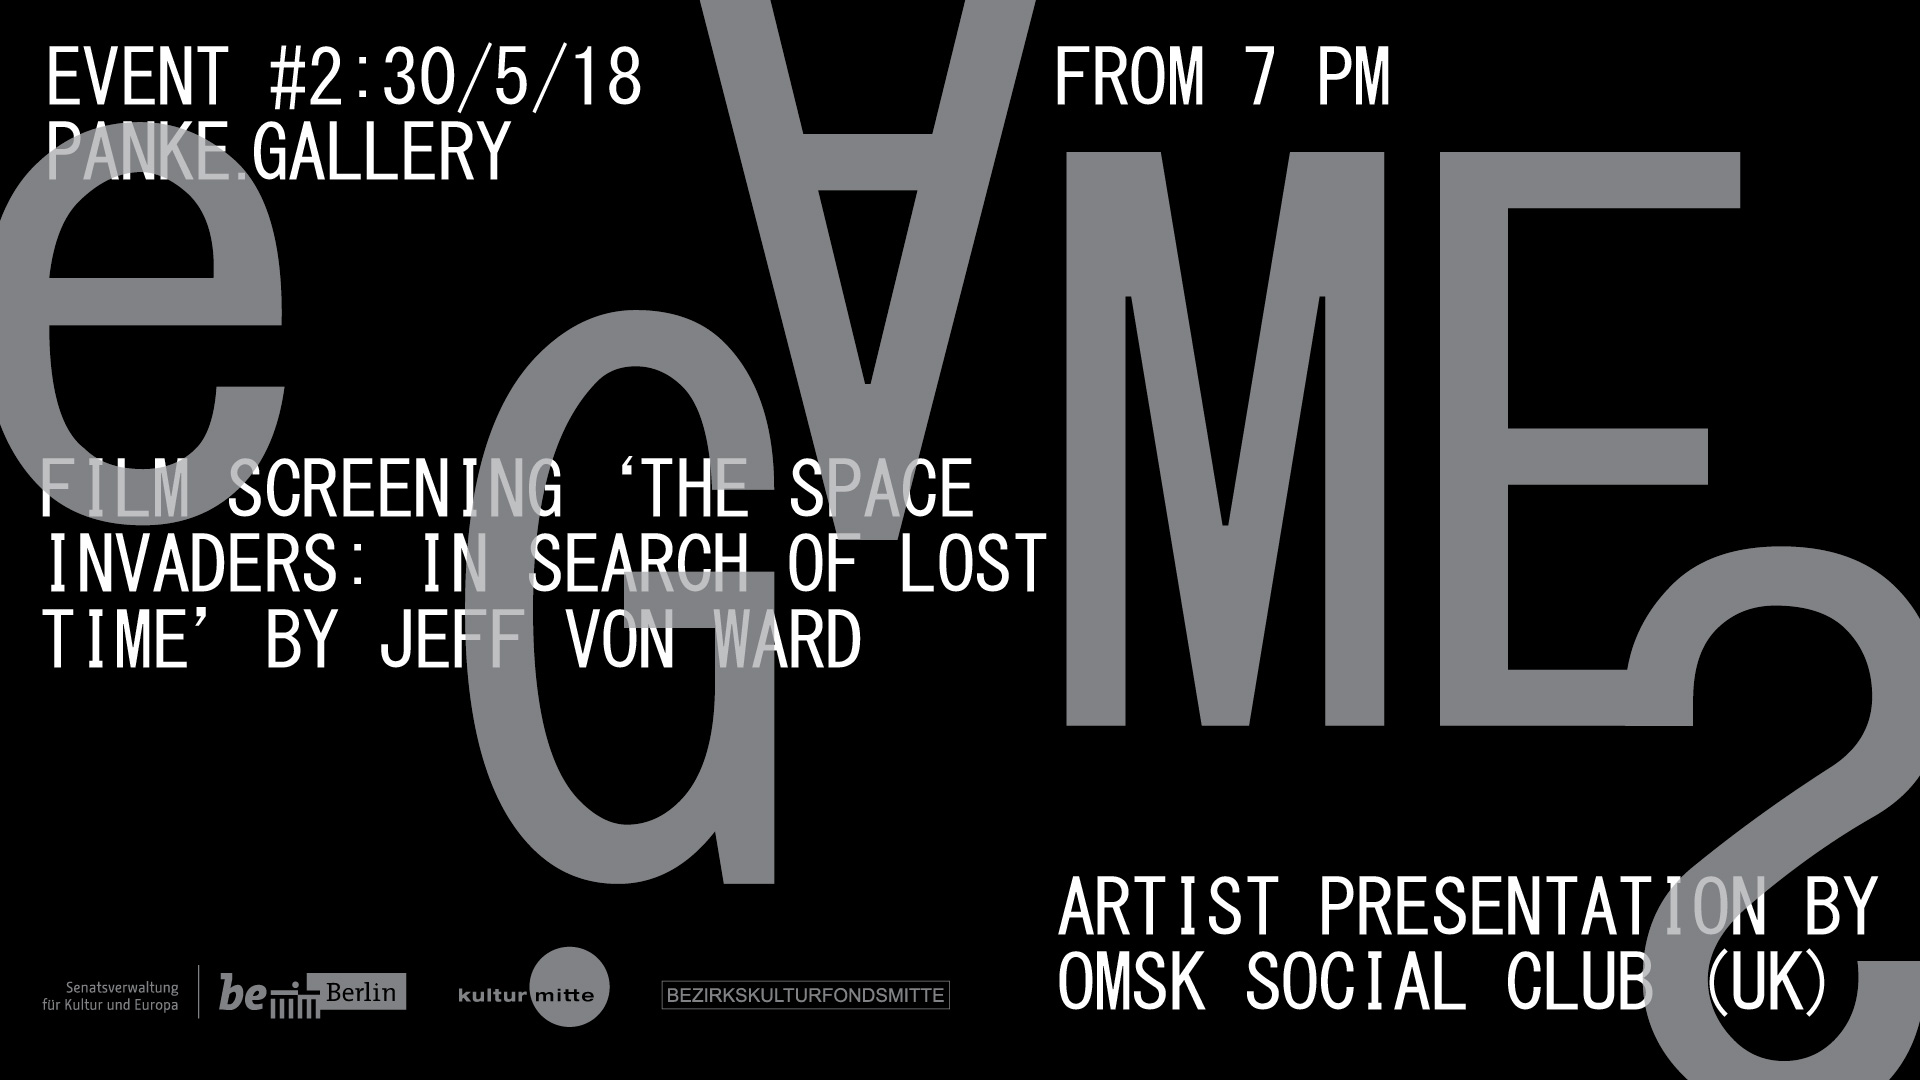 EVENT #2:30/5/18
PANKE.GALLERY
FROM 7 PM
eGAMES
FILM SCREENING ‘THE SPACE
INVADERS: IN SEARCH OF LOST
TIME’ BY JEFF VON WARD
ARTIST PRESENTATION BY
OMSK SOCIAL CLUB (UK)
Senatsverwaltung
für Kultur und Europa
be Berlin
kultur mitte
BEZIRKSKULTURFONDSMITTE